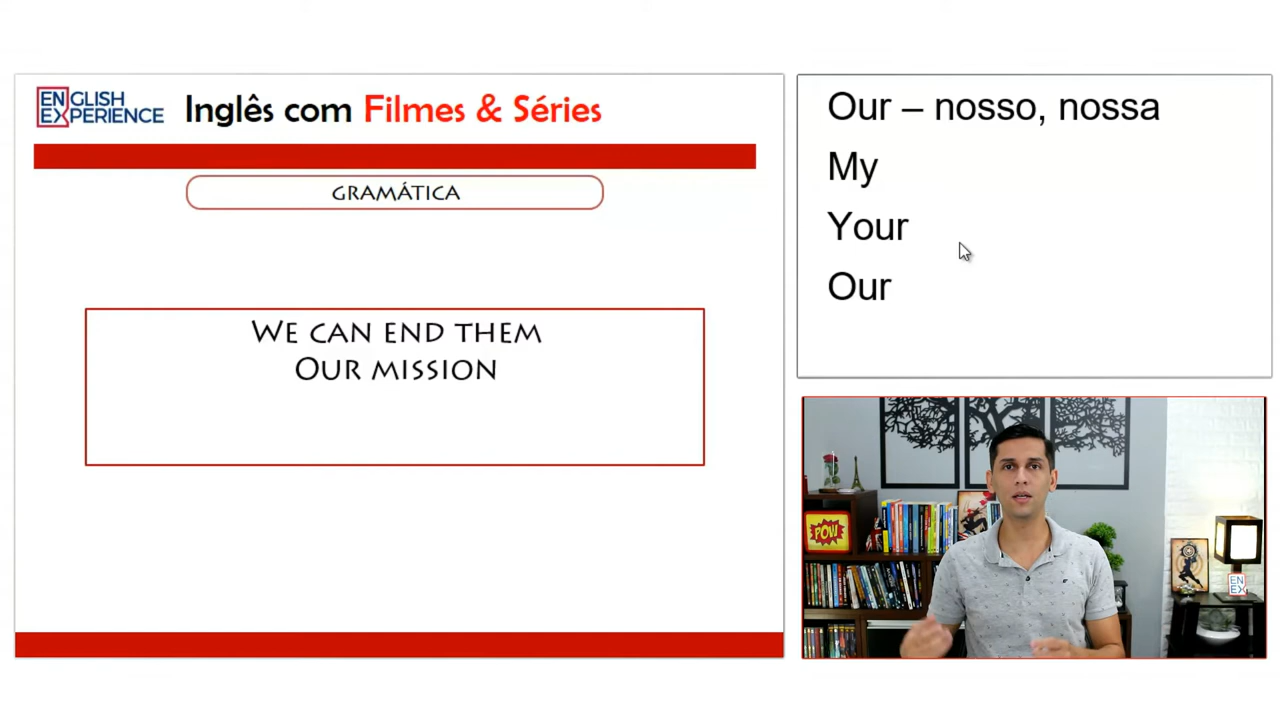 ENGLISH
EXPERIENCE
Inglês com Filmes & Séries
GRAMÁTICA
WE CAN END THEM
OUR MISSION
Our – nosso, nossa
My
Your
Our
POW
EN
EX